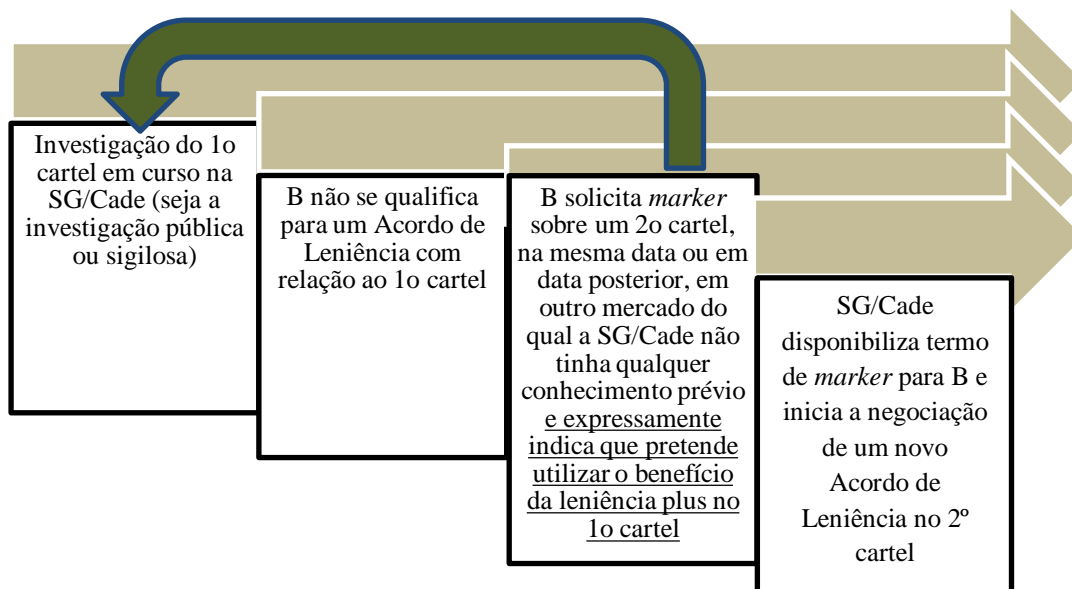 Investigação do 1o
cartel em curso na
SG/Cade (seja a
investigação pública
ou sigilosa)
B não se qualifica
para um Acordo de
Leniência com
relação ao 1o cartel
B solicita marker
sobre um 2o cartel,
na mesma data ou em
data posterior, em
outro mercado do
qual a SG/Cade não
tinha qualquer
conhecimento prévio
e expressamente
indica que pretende
utilizar o benefício
da leniência plus no
1o cartel
SG/Cade
disponibiliza termo
de marker para B e
inicia a negociação
de um novo
Acordo de
Leniência no 2º
cartel